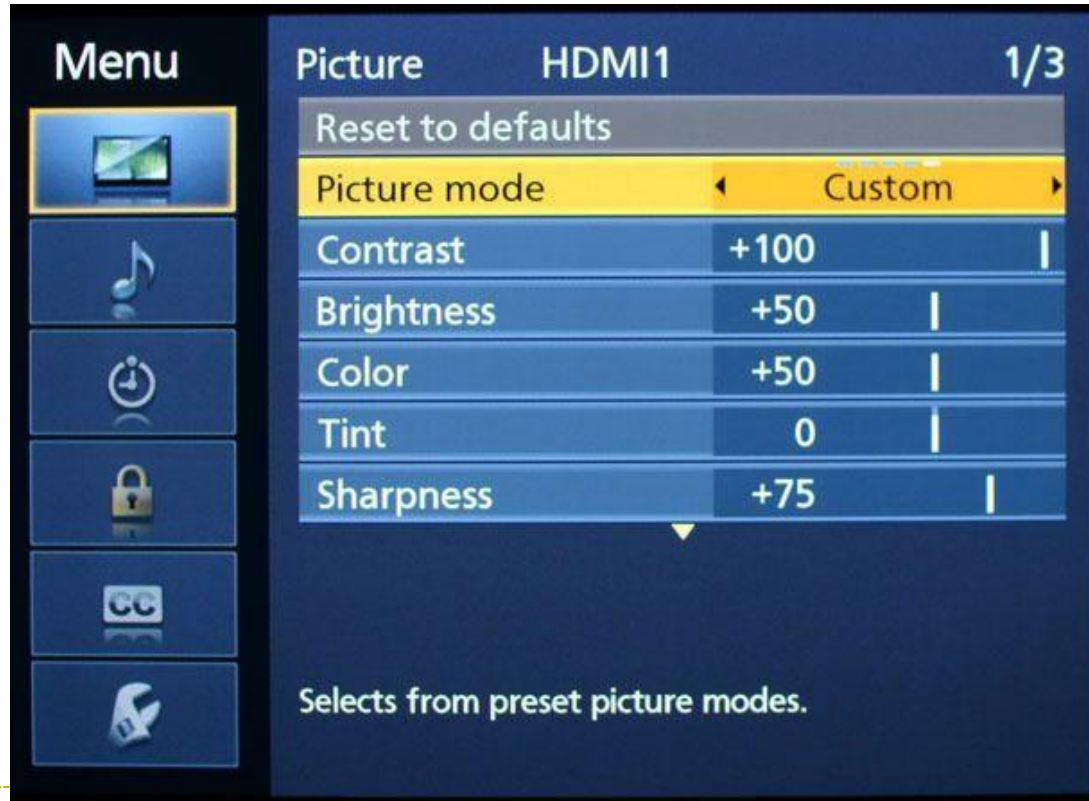 Menu
Picture HDMI1 1/3
Reset to defaults
Picture mode Custom
Contrast +100
Brightness +50
Color +50
Tint 0
Sharpness +75
CC
Selects from preset picture modes.